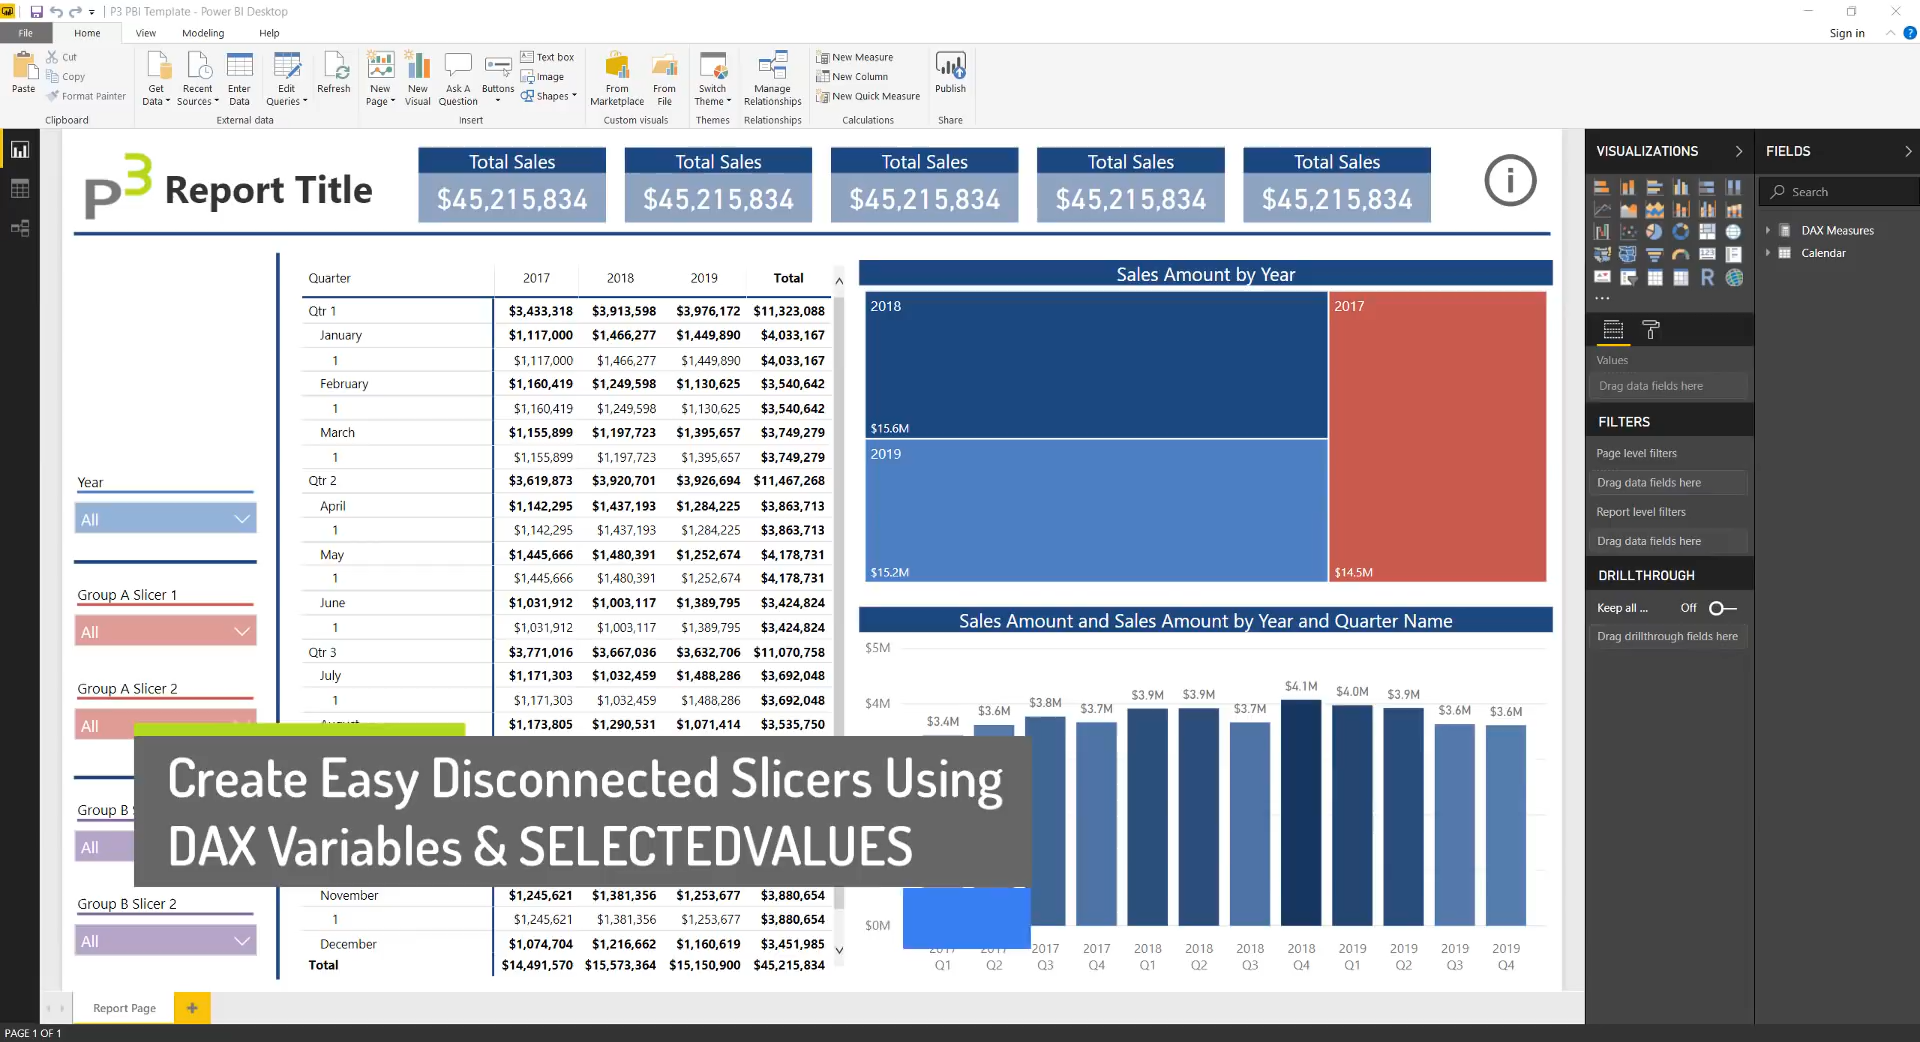 P3 PBI Template - Power BI Desktop
File Home View Modeling Help
Sign in
Paste
Cut
Copy
Format Painter
Clipboard
Get Data
Recent Sources
Enter Data
Edit Queries
Refresh
External data
New Page
New Visual
Ask A Question
Buttons
Text box
Image
Shapes
Insert
From Marketplace
From File
Custom visuals
Switch Theme
Themes
Manage Relationships
Relationships
New Measure
New Column
New Quick Measure
Calculations
Publish
Share
P3 Report Title
Total Sales
$45,215,834
Total Sales
$45,215,834
Total Sales
$45,215,834
Total Sales
$45,215,834
Total Sales
$45,215,834
i
Year
All
Group A Slicer 1
All
Group A Slicer 2
All
Group B
All
Group B Slicer 2
All
Quarter 2017 2018 2019 Total
Qtr 1 $3,433,318 $3,913,598 $3,976,172 $11,323,088
January $1,117,000 $1,466,277 $1,449,890 $4,033,167
1 $1,117,000 $1,466,277 $1,449,890 $4,033,167
February $1,160,419 $1,249,598 $1,130,625 $3,540,642
1 $1,160,419 $1,249,598 $1,130,625 $3,540,642
March $1,155,899 $1,197,723 $1,395,657 $3,749,279
1 $1,155,899 $1,197,723 $1,395,657 $3,749,279
Qtr 2 $3,619,873 $3,920,701 $3,926,694 $11,467,268
April $1,142,295 $1,437,193 $1,284,225 $3,863,713
1 $1,142,295 $1,437,193 $1,284,225 $3,863,713
May $1,445,666 $1,480,391 $1,252,674 $4,178,731
1 $1,445,666 $1,480,391 $1,252,674 $4,178,731
June $1,031,912 $1,003,117 $1,389,795 $3,424,824
1 $1,031,912 $1,003,117 $1,389,795 $3,424,824
Qtr 3 $3,771,016 $3,667,036 $3,632,706 $11,070,758
July $1,171,303 $1,032,459 $1,488,286 $3,692,048
1 $1,171,303 $1,032,459 $1,488,286 $3,692,048
August $1,173,805 $1,290,531 $1,071,414 $3,535,750
Create Easy Disconnected Slicers Using
DAX Variables & SELECTEDVALUES
November $1,245,621 $1,381,356 $1,253,677 $3,880,654
1 $1,245,621 $1,381,356 $1,253,677 $3,880,654
December $1,074,704 $1,216,662 $1,160,619 $3,451,985
Total $14,491,570 $15,573,364 $15,150,900 $45,215,834
Sales Amount by Year
2018
$15.6M
2019
$15.2M
2017
$14.5M
Sales Amount and Sales Amount by Year and Quarter Name
$5M
$4M
$0M
$3.4M $3.6M $3.8M $3.7M $3.9M $3.9M $3.7M $4.1M $4.0M $3.9M $3.6M $3.6M
2017 2017 2017 2017 2018 2018 2018 2018 2019 2019 2019 2019
Q1 Q2 Q3 Q4 Q1 Q2 Q3 Q4 Q1 Q2 Q3 Q4
VISUALIZATIONS
R
Values
Drag data fields here
FILTERS
Page level filters
Drag data fields here
Report level filters
Drag data fields here
DRILLTHROUGH
Keep all ... Off
Drag drillthrough fields here
FIELDS
Search
DAX Measures
Calendar
Report Page
PAGE 1 OF 1